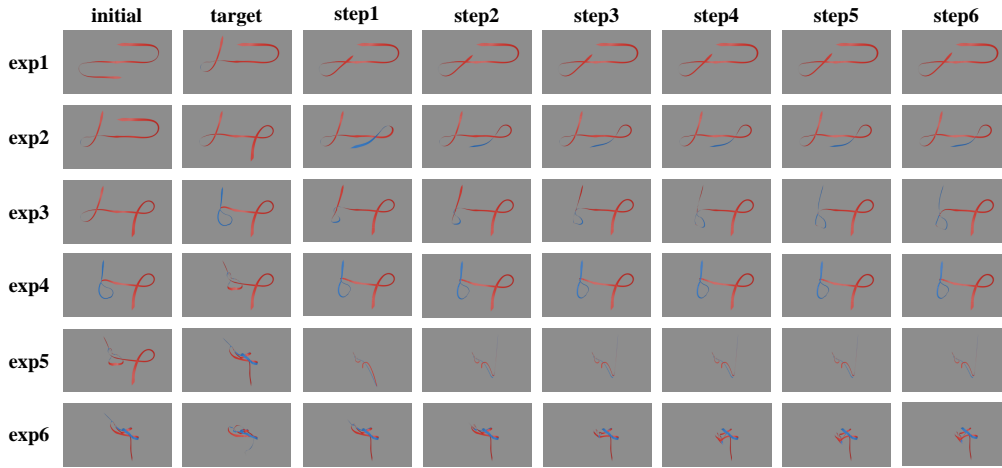 initial target step1 step2 step3 step4 step5 step6
exp1
exp2
exp3
exp4
exp5
exp6